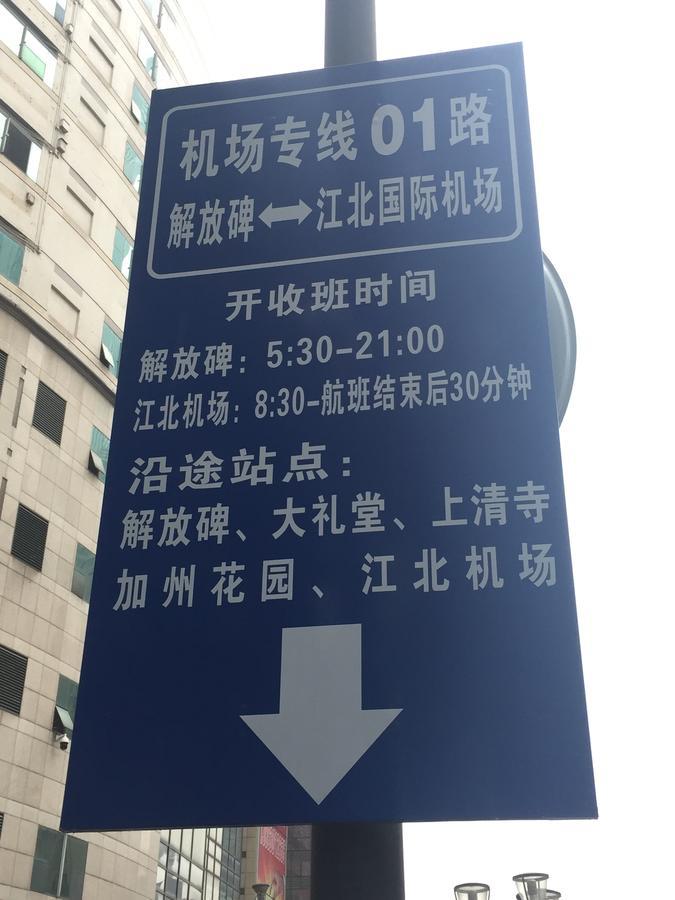 机场专线01路
解放碑↔江北国际机场
开收班时间
解放碑：5:30-21:00
江北机场：8:30-航班结束后30分钟
沿途站点：
解放碑、大礼堂、上清寺
加州花园、江北机场